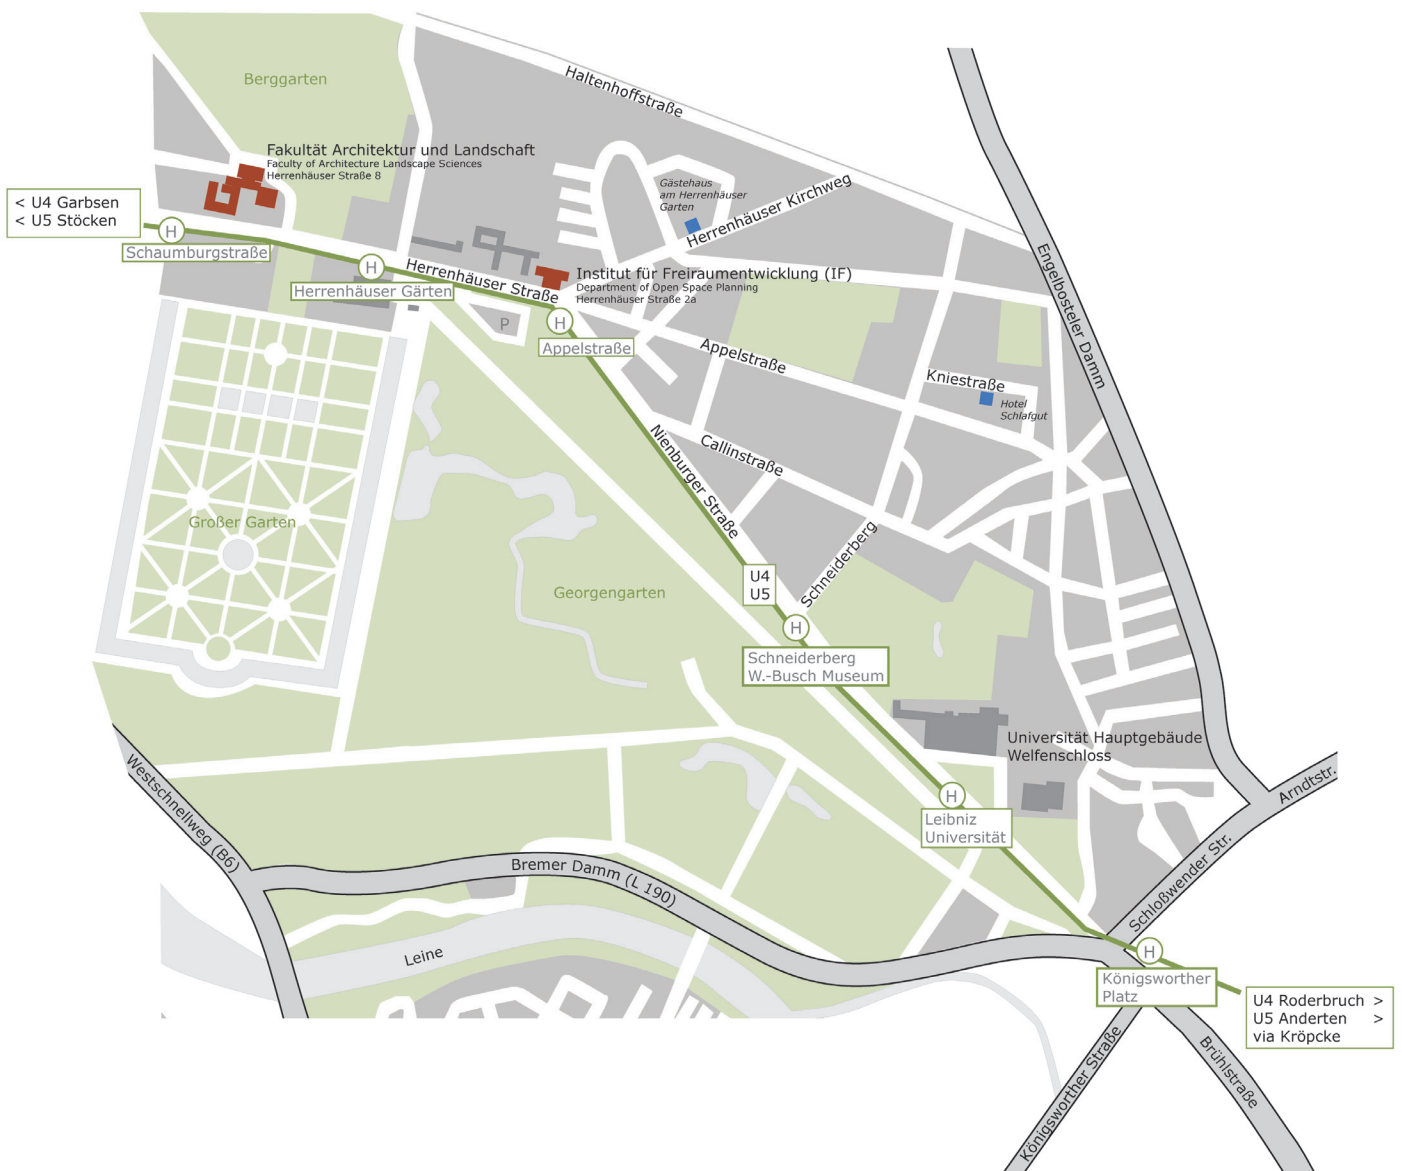 Berggarten
Haltenhoffstraße
Fakultät Architektur und Landschaft
Faculty of Architecture Landscape Sciences
Herrenhäuser Straße 8
Gästehaus
am Herrenhäuser
Garten
Herrenhäuser Kirchweg
< U4 Garbsen
< U5 Stöcken
H
Schaumburgstraße
H
Herrenhäuser Gärten
Herrenhäuser Straße
Institut für Freiraumentwicklung (IF)
Department of Open Space Planning
Herrenhäuser Straße 2a
Engelbosteler Damm
P
H
Appelstraße
Appelstraße
Kniestraße
Hotel
Schlafgut
Callinstraße
Nienburger Straße
Großer Garten
Georgengarten
U4
U5
Schneiderberg
H
Schneiderberg
W.-Busch Museum
Universität Hauptgebäude
Welfenschloss
Westschnellweg (B6)
H
Leibniz
Universität
Arndtstr.
Schloßwender Str.
Bremer Damm (L 190)
Leine
H
Königsworther
Platz
U4 Roderbruch >
U5 Anderten >
via Kröpcke
Königsworther Straße
Brühlstraße